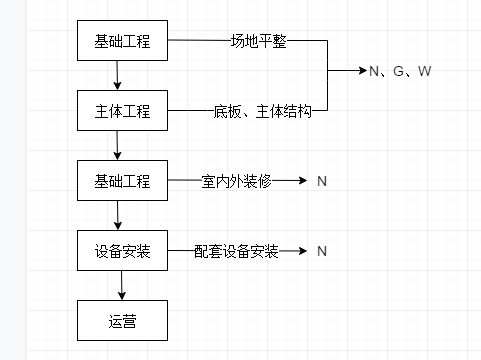 基础工程
场地平整
N、G、W
主体工程
底板、主体结构
基础工程
室内外装修
N
设备安装
配套设备安装
N
运营